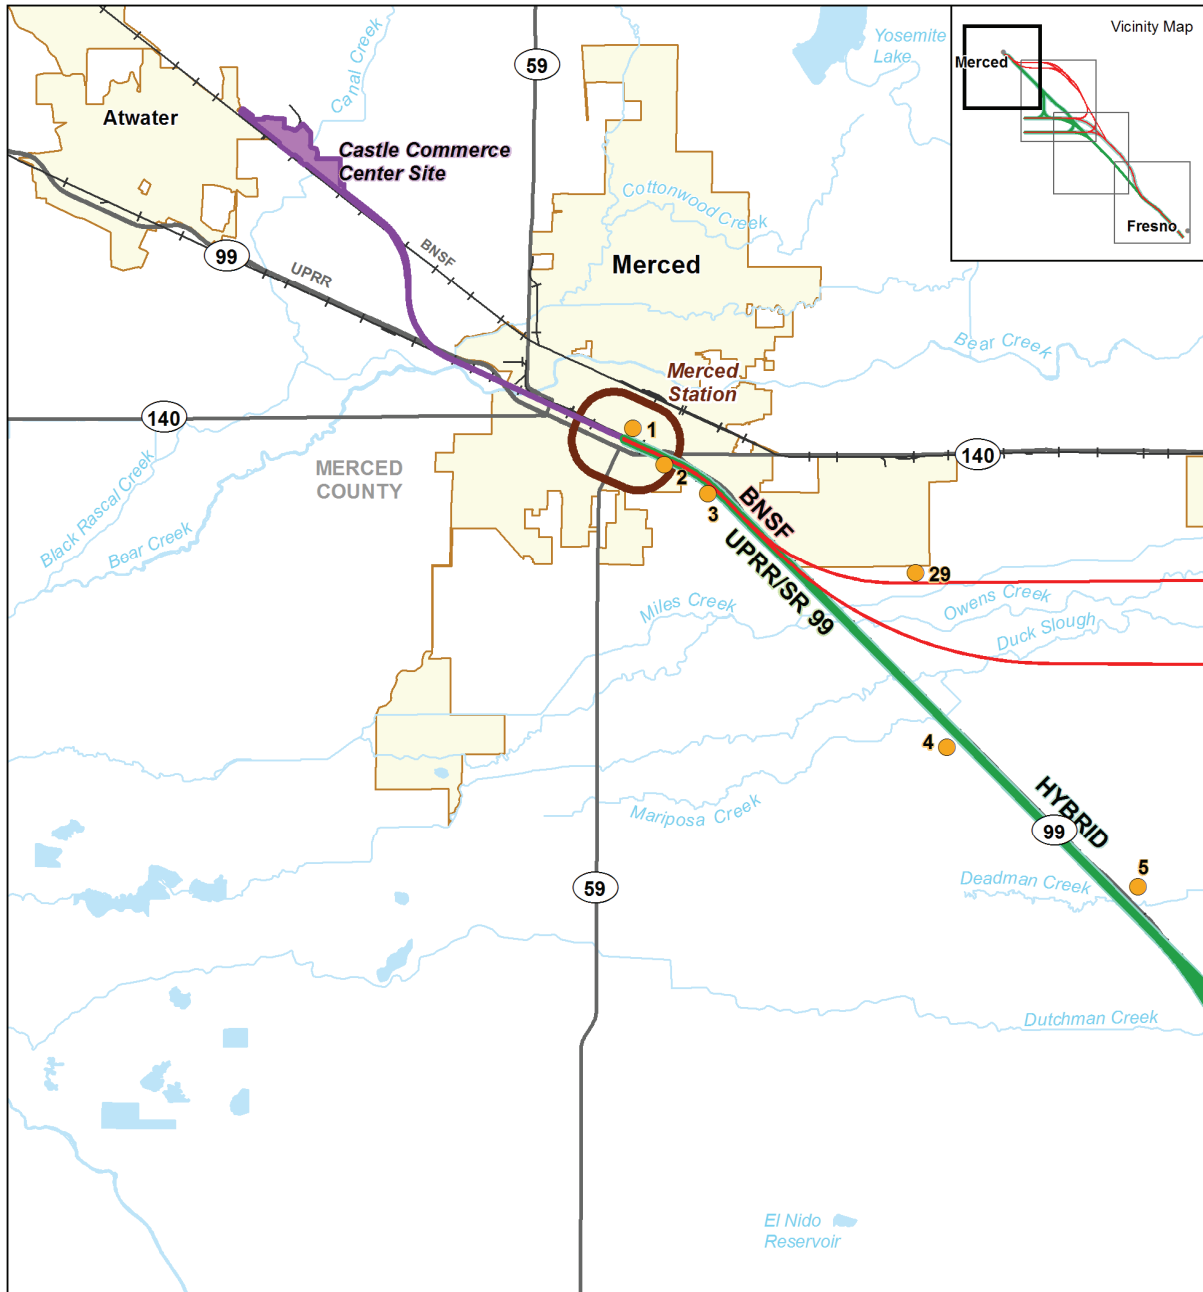 Vicinity Map
Merced
Fresno
Yosemite
Lake
59
Canal Creek
Atwater
Castle Commerce
Center Site
Cottonwood Creek
99
BNSF
UPRR
Merced
Bear Creek
Merced
Station
140
1
140
MERCED
COUNTY
2
3
BNSF
Black Rascal Creek
Bear Creek
UPRR/SR 99
29
Owens Creek
Miles Creek
Duck Slough
4
Mariposa Creek
HYBRID
99
5
59
Deadman Creek
Dutchman Creek
El Nido
Reservoir